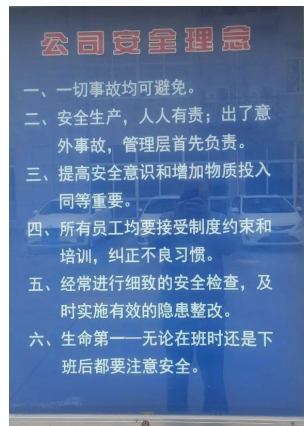 公司安全理念
一、一切事故均可避免。
二、安全生产，人人有责；出了意
外事故，管理层首先负责。
三、提高安全意识和增加物质投入
同等重要。
四、所有员工均要接受制度约束和
培训，纠正不良习惯。
五、经常进行细致的安全检查，及
时实施有效的隐患整改。
六、生命第一—无论在班时还是下
班后都要注意安全。